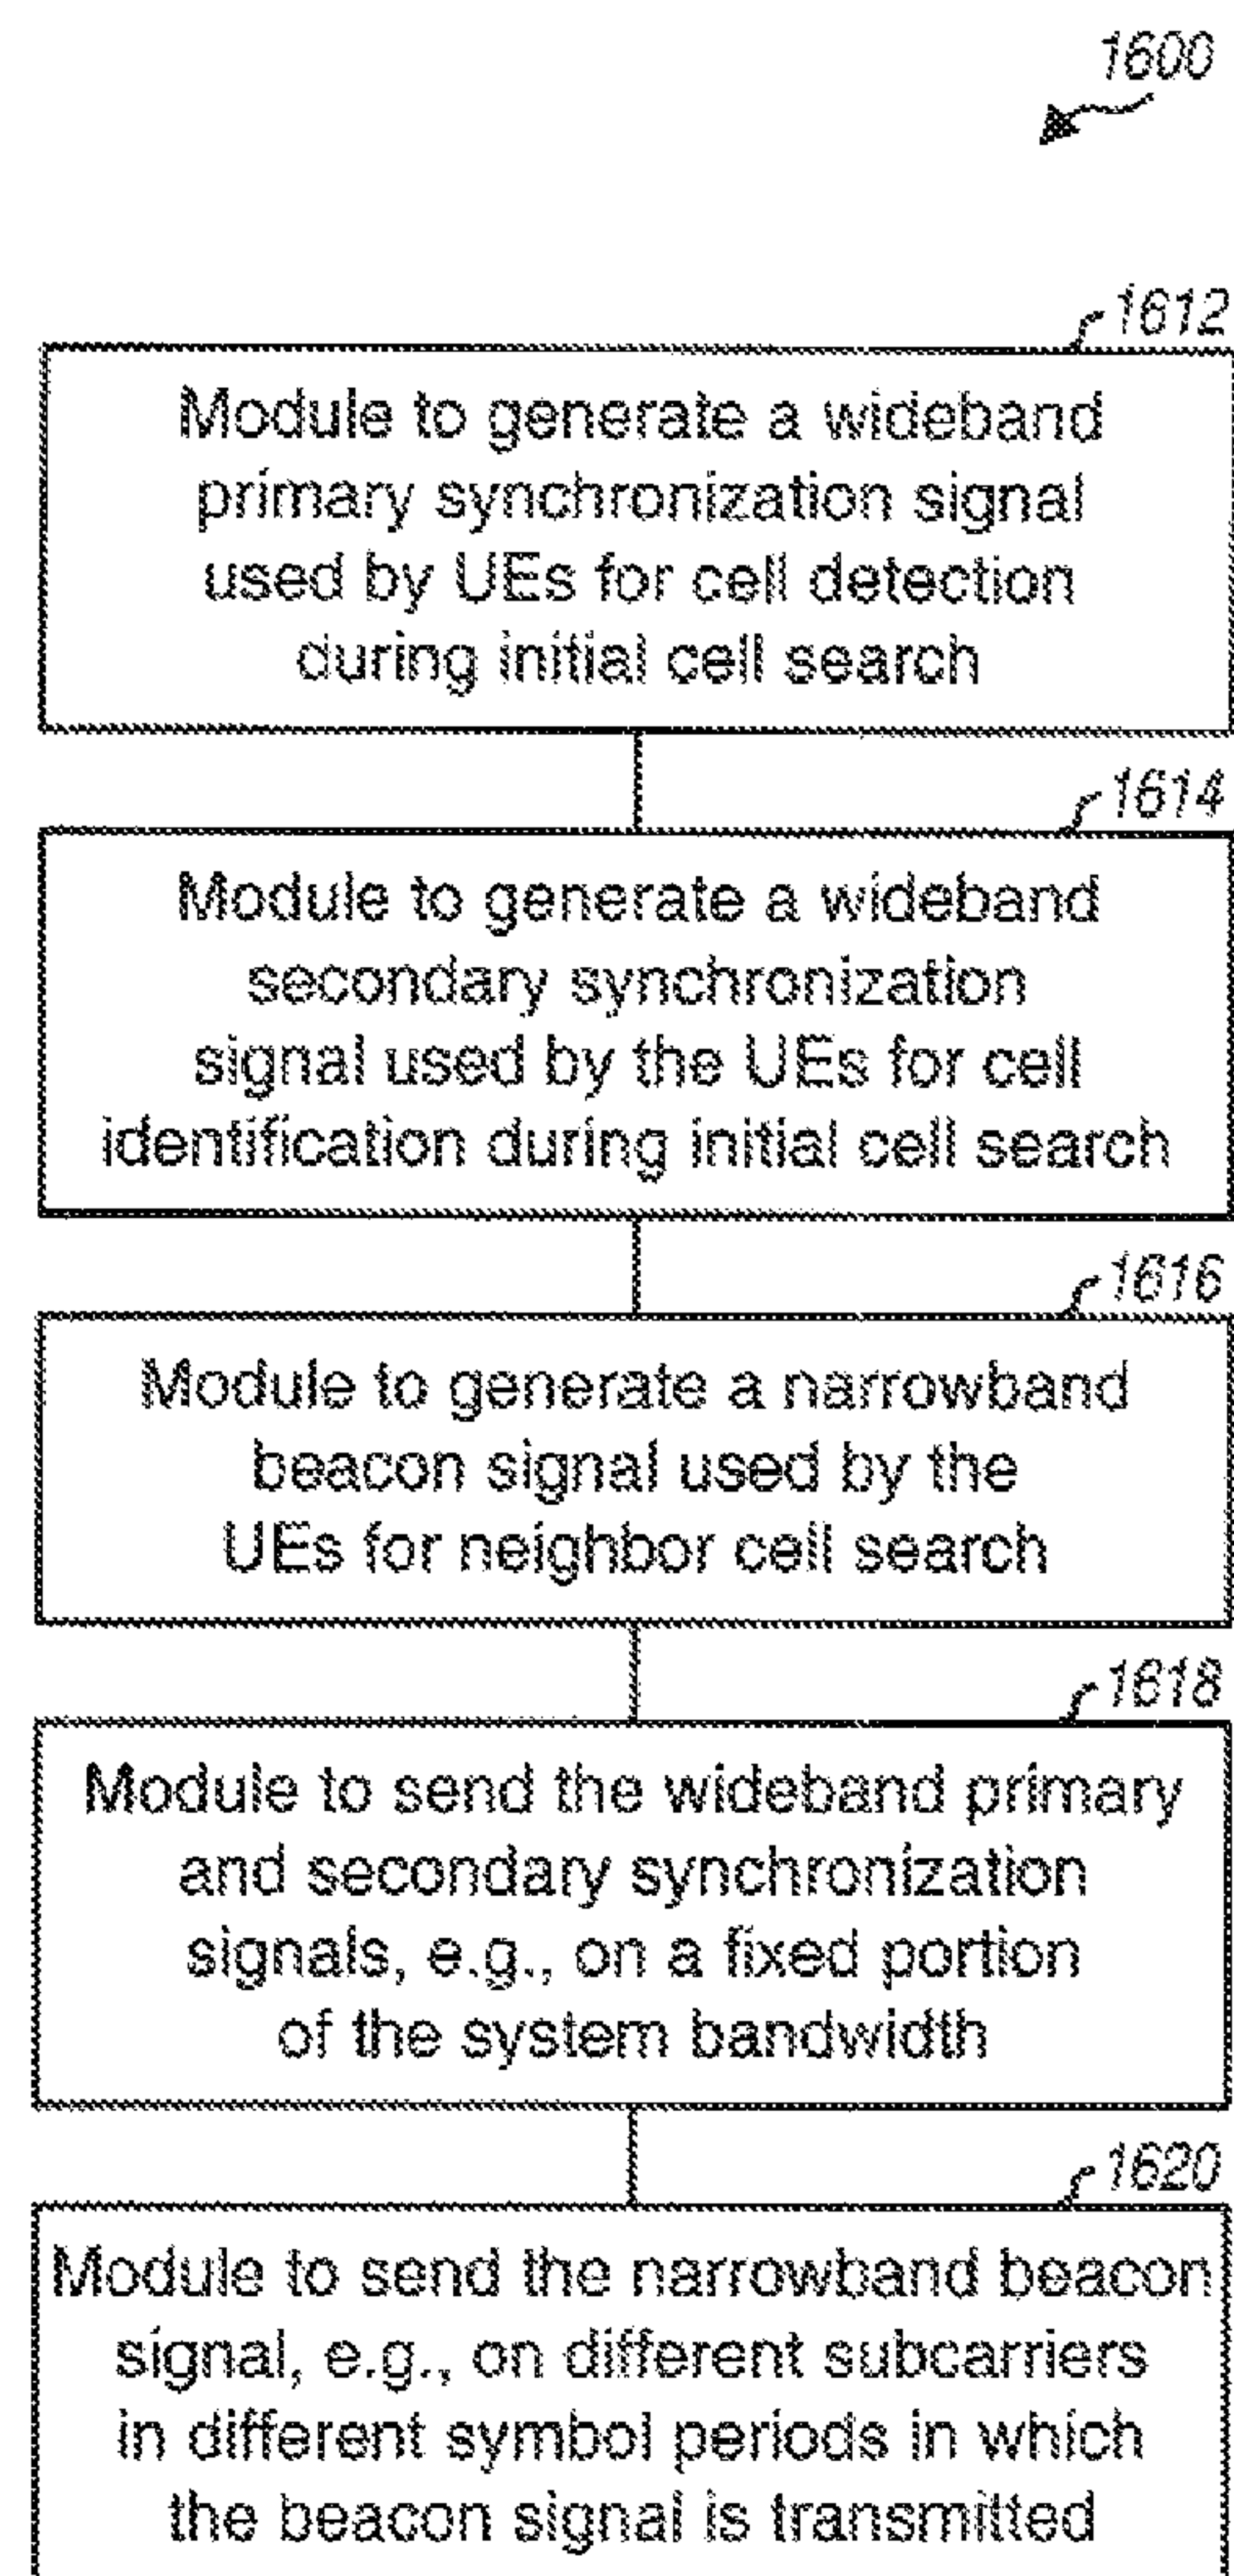 1600
1612
Module to generate a wideband
primary synchronization signal
used by UEs for cell detection
during initial cell search
1614
Module to generate a wideband
secondary synchronization
signal used by the UEs for cell
identification during initial cell search
1616
Module to generate a narrowband
beacon signal used by the
UEs for neighbor cell search
1618
Module to send the wideband primary
and secondary synchronization
signals, e.g., on a fixed portion
of the system bandwidth
1620
Module to send the narrowband beacon
signal, e.g., on different subcarriers
in different symbol periods in which
the beacon signal is transmitted